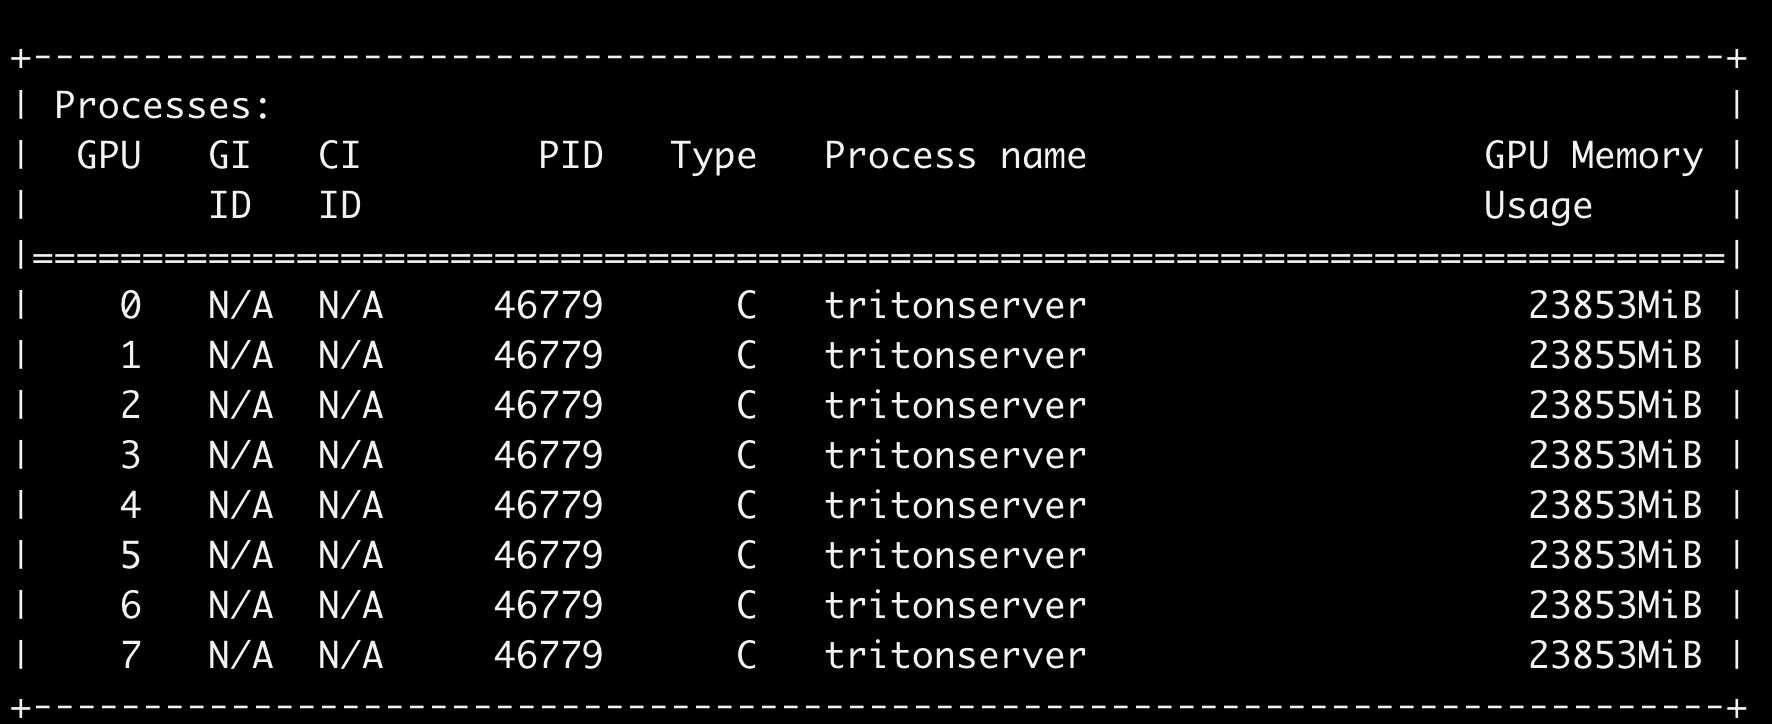 +-----------------------------------------------------------------------------+
| Processes:                                                                  |
|  GPU   GI   CI        PID   Type   Process name                  GPU Memory |
|        ID   ID                                                   Usage      |
|=============================================================================|
|    0   N/A  N/A     46779      C   tritonserver                    23853MiB |
|    1   N/A  N/A     46779      C   tritonserver                    23855MiB |
|    2   N/A  N/A     46779      C   tritonserver                    23855MiB |
|    3   N/A  N/A     46779      C   tritonserver                    23853MiB |
|    4   N/A  N/A     46779      C   tritonserver                    23853MiB |
|    5   N/A  N/A     46779      C   tritonserver                    23853MiB |
|    6   N/A  N/A     46779      C   tritonserver                    23853MiB |
|    7   N/A  N/A     46779      C   tritonserver                    23853MiB |
+-----------------------------------------------------------------------------+